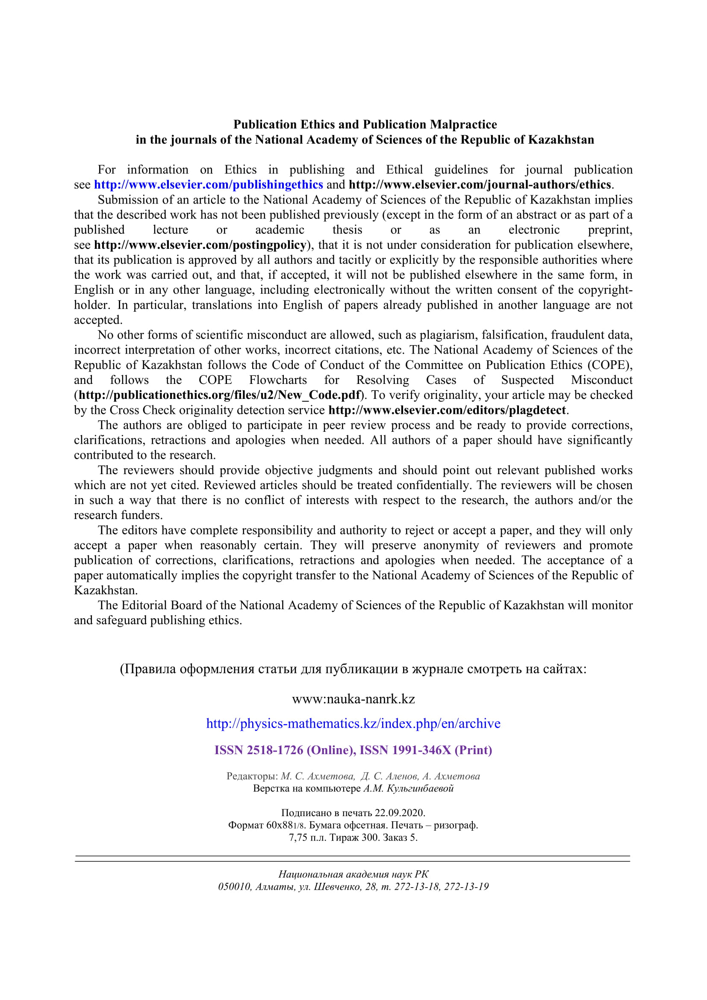 Publication Ethics and Publication Malpractice
in the journals of the National Academy of Sciences of the Republic of Kazakhstan
For information on Ethics in publishing and Ethical guidelines for journal publication
see http://www.elsevier.com/publishingethics and http://www.elsevier.com/journal-authors/ethics.
Submission of an article to the National Academy of Sciences of the Republic of Kazakhstan implies
that the described work has not been published previously (except in the form of an abstract or as part of a
published lecture or academic thesis or as an electronic preprint,
see http://www.elsevier.com/postingpolicy), that it is not under consideration for publication elsewhere,
that its publication is approved by all authors and tacitly or explicitly by the responsible authorities where
the work was carried out, and that, if accepted, it will not be published elsewhere in the same form, in
English or in any other language, including electronically without the written consent of the copyright-
holder. In particular, translations into English of papers already published in another language are not
accepted.
No other forms of scientific misconduct are allowed, such as plagiarism, falsification, fraudulent data,
incorrect interpretation of other works, incorrect citations, etc. The National Academy of Sciences of the
Republic of Kazakhstan follows the Code of Conduct of the Committee on Publication Ethics (COPE),
and follows the COPE Flowcharts for Resolving Cases of Suspected Misconduct
(http://publicationethics.org/files/u2/New_Code.pdf). To verify originality, your article may be checked
by the Cross Check originality detection service http://www.elsevier.com/editors/plagdetect.
The authors are obliged to participate in peer review process and be ready to provide corrections,
clarifications, retractions and apologies when needed. All authors of a paper should have significantly
contributed to the research.
The reviewers should provide objective judgments and should point out relevant published works
which are not yet cited. Reviewed articles should be treated confidentially. The reviewers will be chosen
in such a way that there is no conflict of interests with respect to the research, the authors and/or the
research funders.
The editors have complete responsibility and authority to reject or accept a paper, and they will only
accept a paper when reasonably certain. They will preserve anonymity of reviewers and promote
publication of corrections, clarifications, retractions and apologies when needed. The acceptance of a
paper automatically implies the copyright transfer to the National Academy of Sciences of the Republic of
Kazakhstan.
The Editorial Board of the National Academy of Sciences of the Republic of Kazakhstan will monitor
and safeguard publishing ethics.
(Правила оформления статьи для публикации в журнале смотреть на сайтах:
www:nauka-nanrk.kz
http://physics-mathematics.kz/index.php/en/archive
ISSN 2518-1726 (Online), ISSN 1991-346X (Print)
Редакторы: М. С. Ахметова, Д. С. Аленов, А. Ахметова
Верстка на компьютере А.М. Кульгинбаевой
Подписано в печать 22.09.2020.
Формат 60х881/8. Бумага офсетная. Печать – ризограф.
7,75 п.л. Тираж 300. Заказ 5.
Национальная академия наук РК
050010, Алматы, ул. Шевченко, 28, т. 272-13-18, 272-13-19